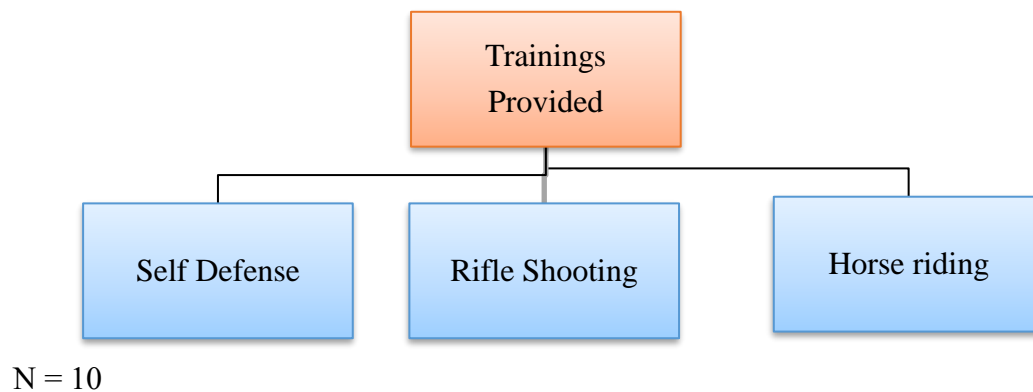 Trainings
Provided
Self Defense
Rifle Shooting
Horse riding
N = 10